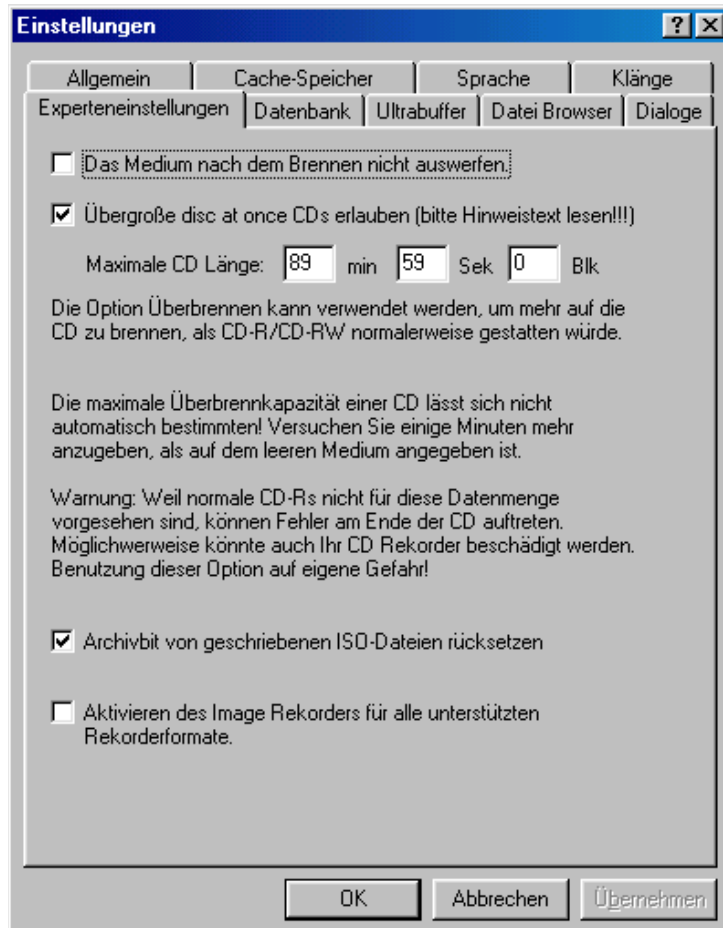 Einstellungen
Allgemein Cache-Speicher Sprache Klänge
Experteneinstellungen Datenbank Ultrabuffer Datei Browser Dialoge
Das Medium nach dem Brennen nicht auswerfen.
Übergroße disc at once CDs erlauben (bitte Hinweistext lesen!!!)
Maximale CD Länge: 89 min 59 Sek 0 Blk
Die Option Überbrennen kann verwendet werden, um mehr auf die
CD zu brennen, als CD-R/CD-RW normalerweise gestatten würde.
Die maximale Überbrennkapazität einer CD lässt sich nicht
automatisch bestimmten! Versuchen Sie einige Minuten mehr
anzugeben, als auf dem leeren Medium angegeben ist.
Warnung: Weil normale CD-Rs nicht für diese Datenmenge
vorgesehen sind, können Fehler am Ende der CD auftreten.
Möglichwerweise könnte auch Ihr CD Rekorder beschädigt werden.
Benutzung dieser Option auf eigene Gefahr!
Archivbit von geschriebenen ISO-Dateien rücksetzen
Aktivieren des Image Rekorders für alle unterstützten
Rekorderformate.
OK Abbrechen Übernehmen